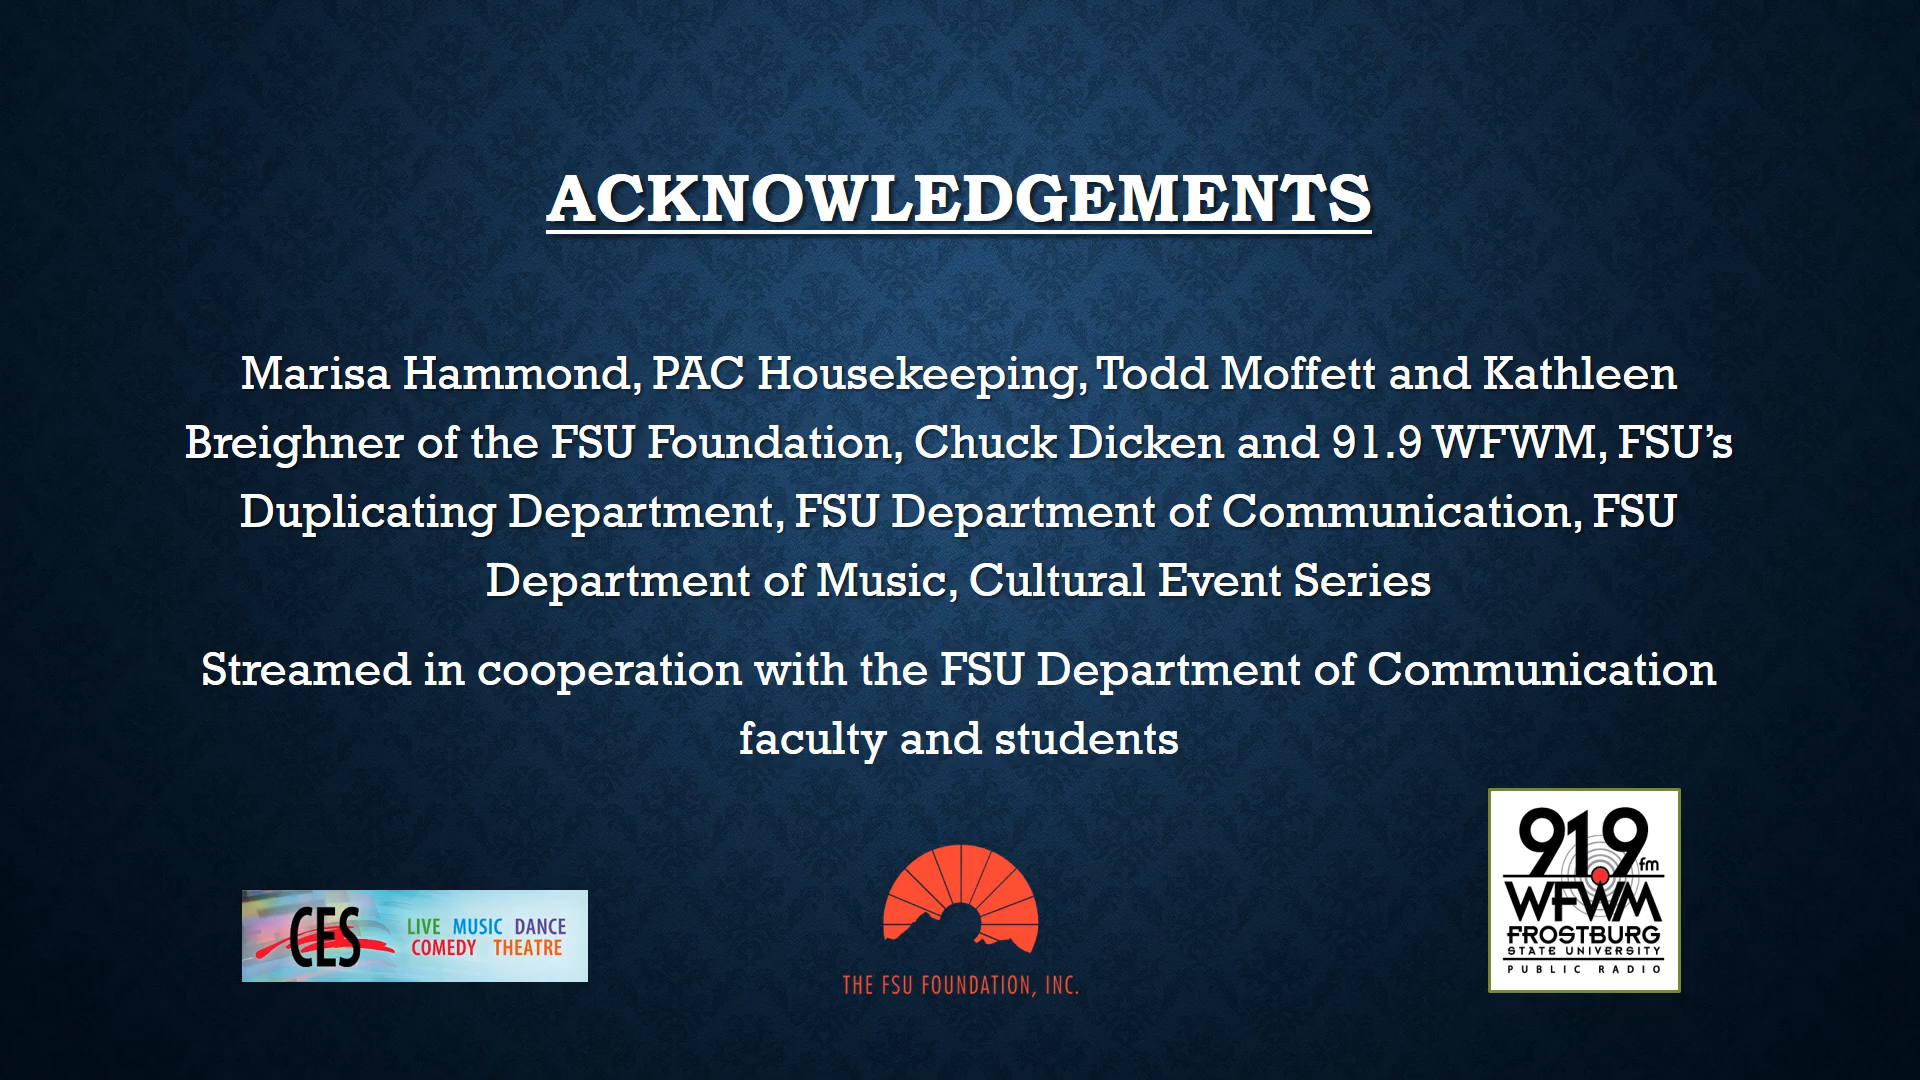 ACKNOWLEDGEMENTS
Marisa Hammond, PAC Housekeeping, Todd Moffett and Kathleen
Breighner of the FSU Foundation, Chuck Dicken and 91.9 WFWM, FSU’s
Duplicating Department, FSU Department of Communication, FSU
Department of Music, Cultural Event Series
Streamed in cooperation with the FSU Department of Communication
faculty and students
CES
LIVE MUSIC DANCE
COMEDY THEATRE
THE FSU FOUNDATION, INC.
91.9 fm
WFWM
FROSTBURG
STATE UNIVERSITY
PUBLIC RADIO